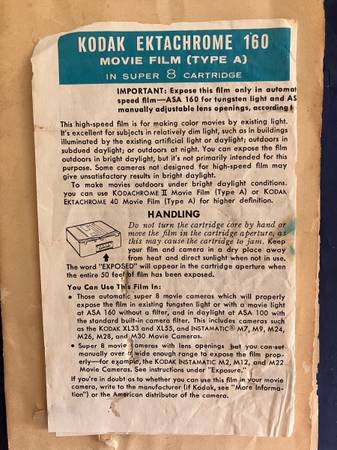 KODAK EKTACHROME 160
MOVIE FILM (TYPE A)
IN SUPER 8 CARTRIDGE
IMPORTANT: Expose this film only in automat
speed film—ASA 160 for tungsten light and AS
manually adjustable lens openings, according
This high-speed film is for making color movies by existing light.
It's excellent for subjects in relatively dim light, such as in buildings
illuminated by the existing artificial light or daylight; outdoors in
subdued daylight; or outdoors at night. You can expose the film
outdoors in bright daylight, but it's not primarily intended for this
purpose. Some cameras not designed for high-speed film may
give unsatisfactory results in bright daylight.
To make movies outdoors under bright daylight conditions,
you can use KODACHROME II Movie Film (Type A) or KODAK
EKTACHROME 40 Movie Film (Type A) for higher definition.
HANDLING
Do not turn the cartridge core by hand or
move the film in the cartridge aperture, as
this may cause the cartridge to jam. Keep
your film and camera in a dry place away
from heat and direct sunlight when not in use.
The word "EXPOSED" will appear in the cartridge aperture when
the entire 50 feet of film has been exposed.
You Can Use This Film In:
• Those automatic super 8 movie cameras which will properly
expose the film in existing tungsten or with a movie light
at ASA 160 without a filter, and in daylight at ASA 100 with
the standard built-in camera filter. This includes cameras such
as the KODAK XL33 and XL55, and INSTAMATIC® M7, M9, M24,
M26, M28, and M30 Movie Cameras.
• Super 8 movie cameras with lens openings that you can set
manually over a wide enough range to expose the film prop-
erly—for example, the KODAK INSTAMATIC M2, M12, and M22
Movie Cameras. See instructions under "Exposure."
If you're in doubt as to whether you can use this film in your movie
camera, write to the manufacturer (if Kodak, see "More Informa-
tion") or the American distributor of the camera.